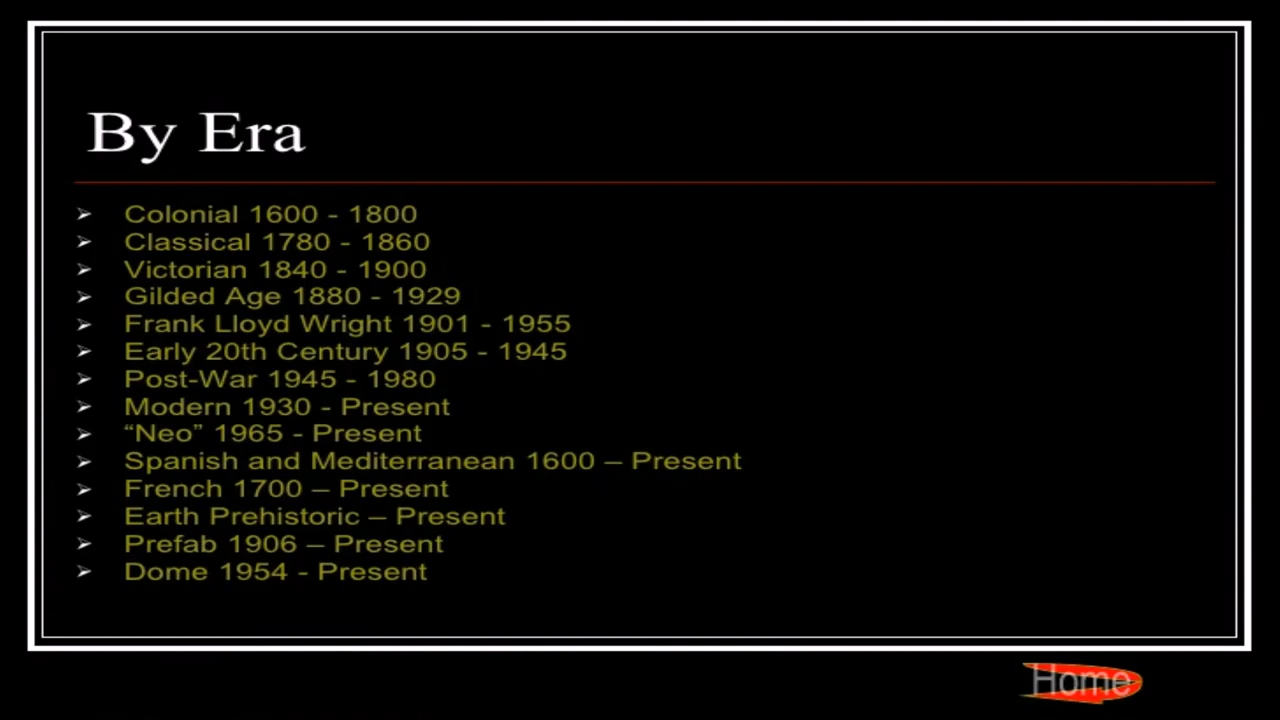 By Era
Colonial 1600 - 1800
Classical 1780 - 1860
Victorian 1840 - 1900
Gilded Age 1880 - 1929
Frank Lloyd Wright 1901 - 1955
Early 20th Century 1905 - 1945
Post-War 1945 - 1980
Modern 1930 - Present
“Neo” 1965 - Present
Spanish and Mediterranean 1600 – Present
French 1700 – Present
Earth Prehistoric – Present
Prefab 1906 – Present
Dome 1954 - Present
Home